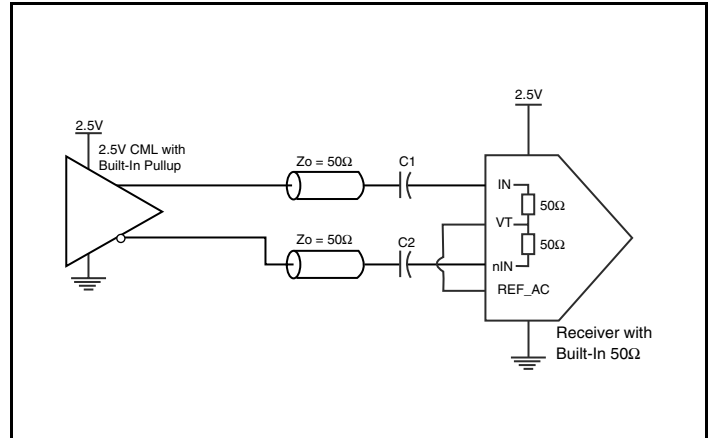 2.5V
2.5V
2.5V CML with
Built-In Pullup
Zo = 50Ω
C1
IN
50Ω
VT
Zo = 50Ω
C2
50Ω
nIN
REF_AC
Receiver with
Built-In 50Ω